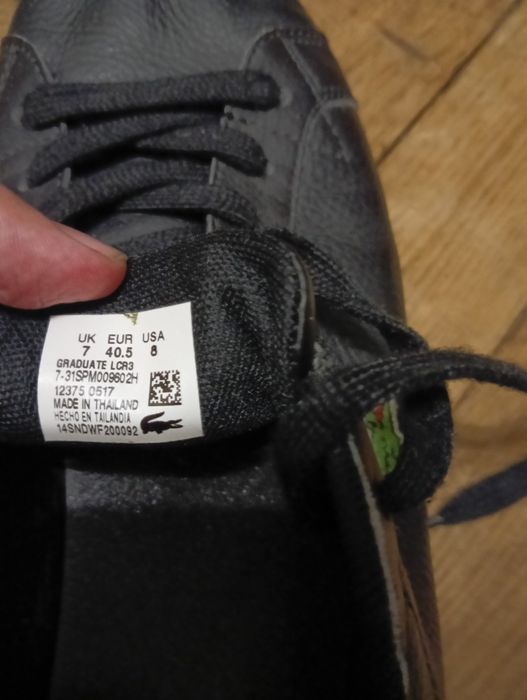 UK EUR USA
7 40.5 8
GRADUATE LCR3
7-31SPM009602H
12375 0517
MADE IN THAILAND
HECHO EN TAILANDIA
14SNDWF200092